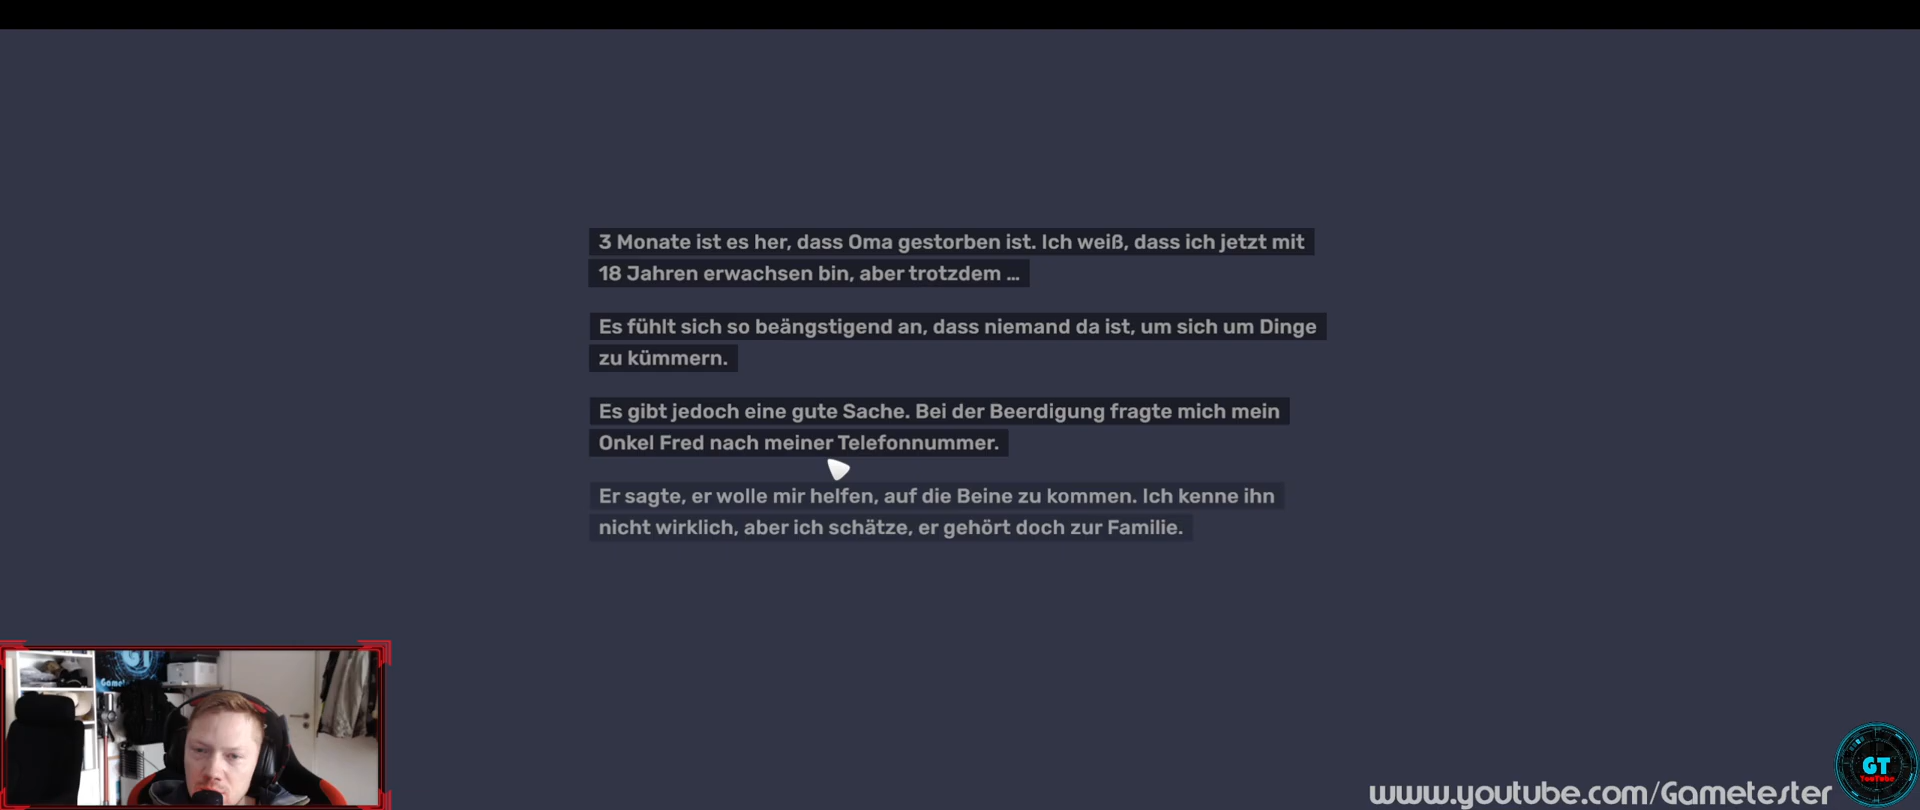 3 Monate ist es her, dass Oma gestorben ist. Ich weiß, dass ich jetzt mit
18 Jahren erwachsen bin, aber trotzdem ...
Es fühlt sich so beängstigend an, dass niemand da ist, um sich um Dinge
zu kümmern.
Es gibt jedoch eine gute Sache. Bei der Beerdigung fragte mich mein
Onkel Fred nach meiner Telefonnummer.
Er sagte, er wolle mir helfen, auf die Beine zu kommen. Ich kenne ihn
nicht wirklich, aber ich schätze, er gehört doch zur Familie.
GT
Game
GT
YouTube
www.youtube.com/Gametester